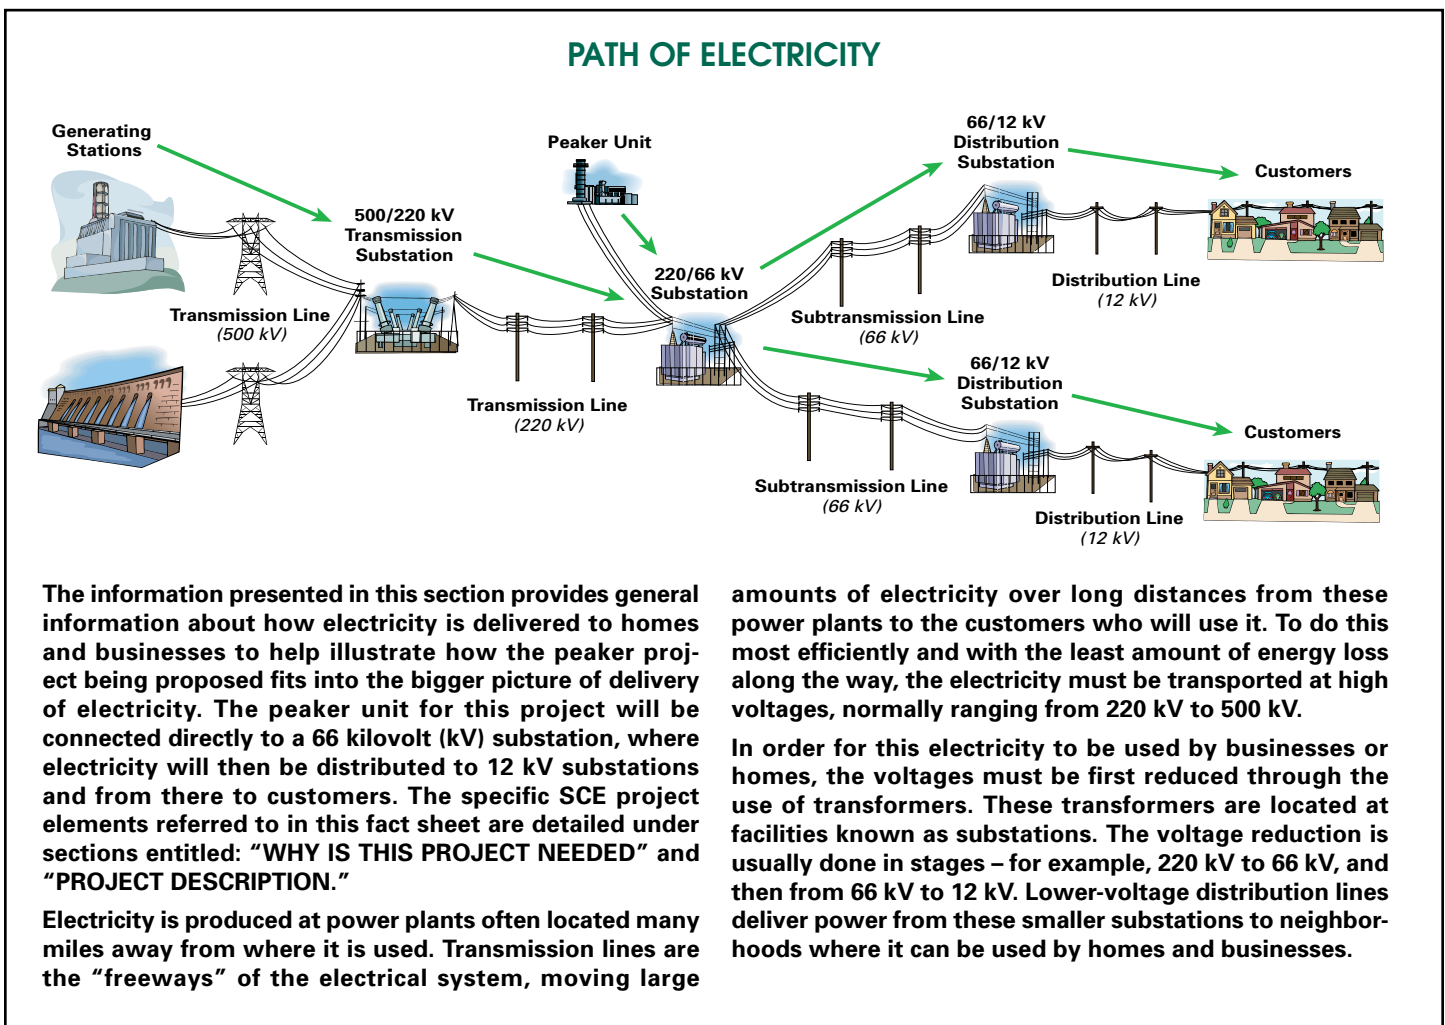 PATH OF ELECTRICITY
Generating
Stations
Transmission Line
(500 kV)
500/220 kV
Transmission
Substation
Transmission Line
(220 kV)
Peaker Unit
220/66 kV
Substation
Subtransmission Line
(66 kV)
66/12 kV
Distribution
Substation
Distribution Line
(12 kV)
Customers
Subtransmission Line
(66 kV)
66/12 kV
Distribution
Substation
Distribution Line
(12 kV)
Customers
The information presented in this section provides general
information about how electricity is delivered to homes
and businesses to help illustrate how the peaker proj-
ect being proposed fits into the bigger picture of delivery
of electricity. The peaker unit for this project will be
connected directly to a 66 kilovolt (kV) substation, where
electricity will then be distributed to 12 kV substations
and from there to customers. The specific SCE project
elements referred to in this fact sheet are detailed under
sections entitled: “WHY IS THIS PROJECT NEEDED” and
“PROJECT DESCRIPTION.”
Electricity is produced at power plants often located many
miles away from where it is used. Transmission lines are
the “freeways” of the electrical system, moving large
amounts of electricity over long distances from these
power plants to the customers who will use it. To do this
most efficiently and with the least amount of energy loss
along the way, the electricity must be transported at high
voltages, normally ranging from 220 kV to 500 kV.
In order for this electricity to be used by businesses or
homes, the voltages must be first reduced through the
use of transformers. These transformers are located at
facilities known as substations. The voltage reduction is
usually done in stages – for example, 220 kV to 66 kV, and
then from 66 kV to 12 kV. Lower-voltage distribution lines
deliver power from these smaller substations to neighbor-
hoods where it can be used by homes and businesses.